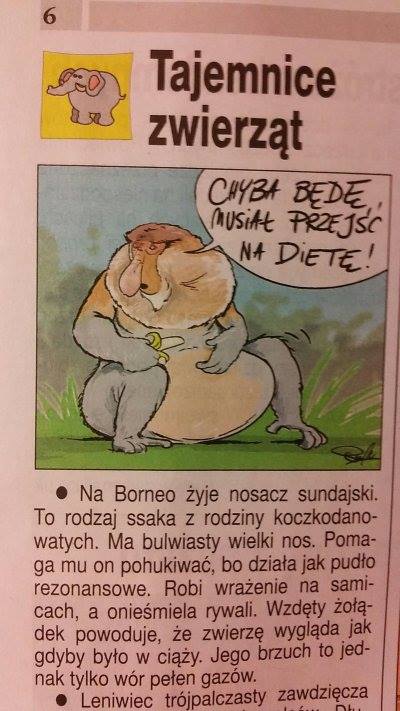 6
Tajemnice
zwierząt
CHYBA BĘDĘ,
MUSIAŁ PRZEJŚĆ
NA DIETĘ!
● Na Borneo żyje nosacz sundajski.
To rodzaj ssaka z rodziny koczkodano-
watych. Ma bulwiasty wielki nos. Poma-
ga mu on pohukiwać, bo działa jak pudło
rezonansowe. Robi wrażenie na sami-
cach, a onieśmiela rywali. Wzdęty żołą-
dek powoduje, że zwierzę wygląda jak
gdyby było w ciąży. Jego brzuch to jed-
nak tylko wór pełen gazów.
● Leniwiec trójpalczasty zawdzięcza